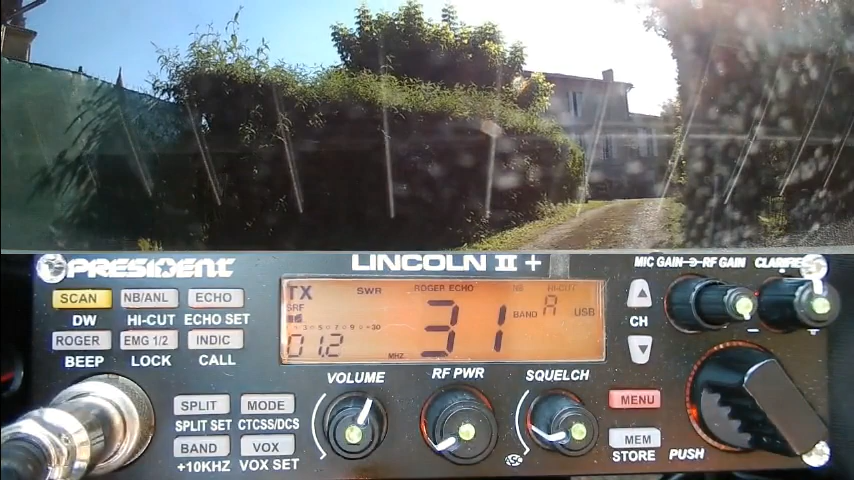 PRESIDENT
LINCOLN II +
MIC GAIN RF GAIN CLARIFIER
SCAN NB/ANL ECHO
DW HI-CUT ECHO SET
ROGER EMG 1/2 INDIC
BEEP LOCK CALL
TX SWR ROGER ECHO NB HI-CUT
SRF
31 BAND A USB
01.2 MHZ
CH
VOLUME RF PWR SQUELCH
SPLIT MODE
SPLIT SET CTCSS/DCS
BAND VOX
+10KHZ VOX SET
MENU
MEM
STORE
PUSH
ASC